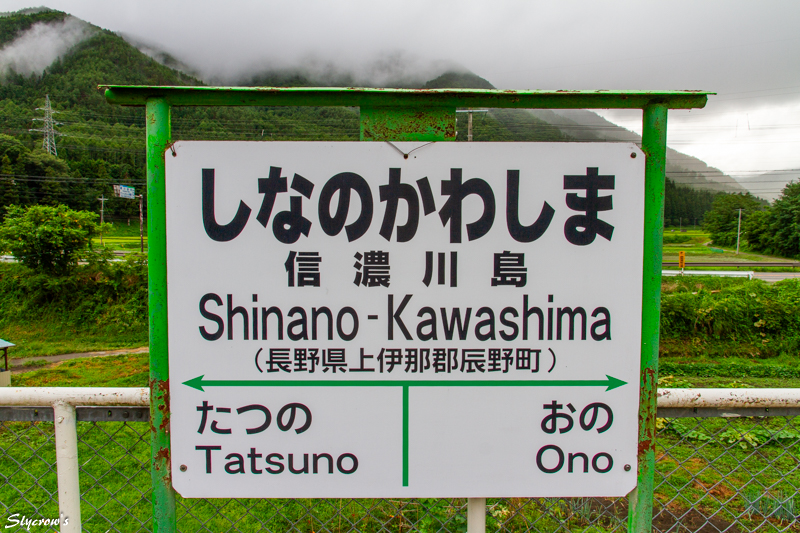 しなのかわしま
信濃川島
Shinano-Kawashima
（長野県上伊那郡辰野町）
たつの おの
Tatsuno Ono
Slycrow's